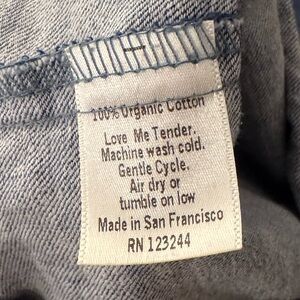 100% Organic Cotton
Love Me Tender.
Machine wash cold.
Gentle Cycle.
Air dry or
tumble on low
Made in San Francisco
RN 123244